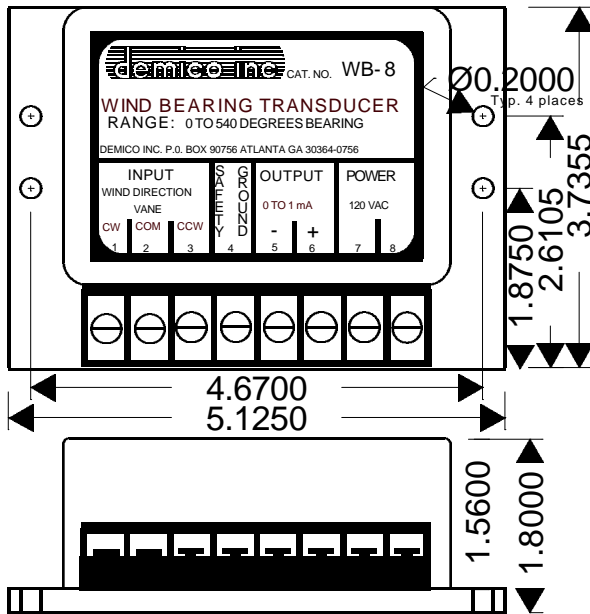 demico inc CAT. NO. WB-8
WIND BEARING TRANSDUCER
RANGE: 0 TO 540 DEGREES BEARING
DEMICO INC. P.O. BOX 90756 ATLANTA GA 30364-0756
INPUT
WIND DIRECTION
VANE
CW COM CCW
1 2 3
SAFETY
GROUND
4
OUTPUT
0 TO 1 mA
- +
5 6
POWER
120 VAC
7 8
Ø0.2000
Typ. 4 places
1.8750
2.6105
3.7355
4.6700
5.1250
1.5600
1.8000